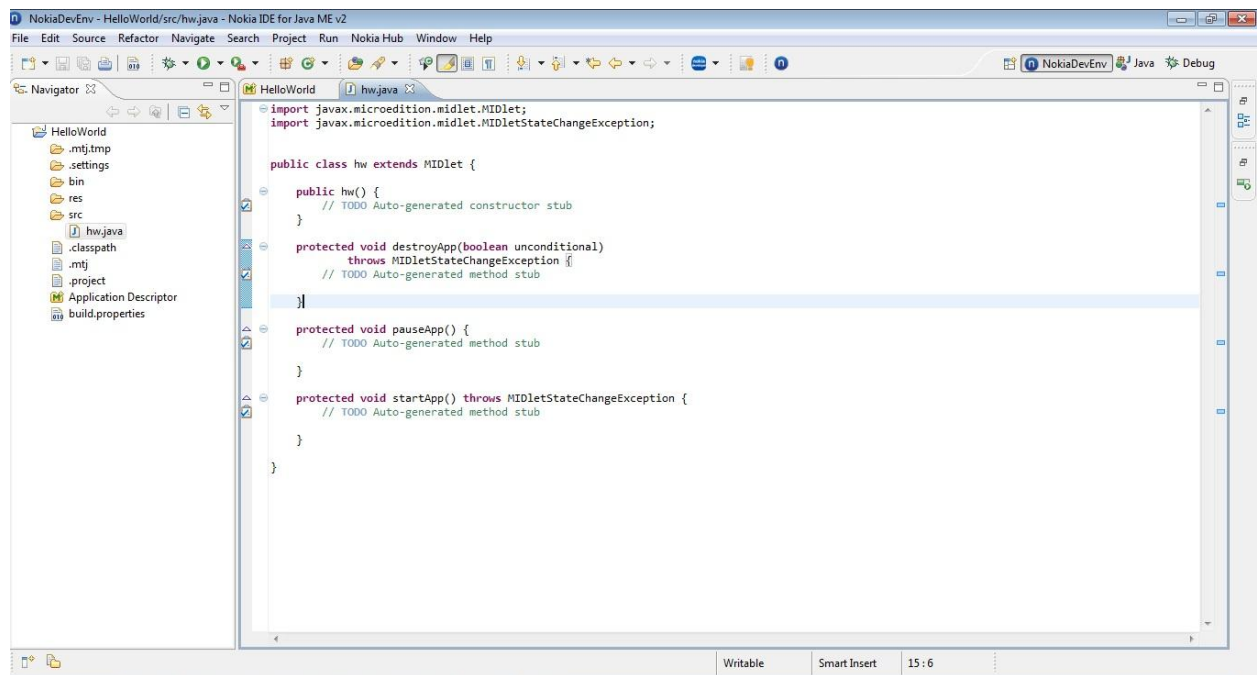 NokiaDevEnv - HelloWorld/src/hw.java - Nokia IDE for Java ME v2
File Edit Source Refactor Navigate Search Project Run Nokia Hub Window Help
NokiaDevEnv Java Debug
Navigator
HelloWorld
.mtj.tmp
.settings
bin
res
src
hw.java
.classpath
.mtj
.project
Application Descriptor
build.properties
HelloWorld hw.java
import javax.microedition.midlet.MIDlet;
import javax.microedition.midlet.MIDletStateChangeException;
public class hw extends MIDlet {
public hw() {
// TODO Auto-generated constructor stub
}
protected void destroyApp(boolean unconditional)
throws MIDletStateChangeException {
// TODO Auto-generated method stub
}
protected void pauseApp() {
// TODO Auto-generated method stub
}
protected void startApp() throws MIDletStateChangeException {
// TODO Auto-generated method stub
}
}
Writable Smart Insert 15 : 6